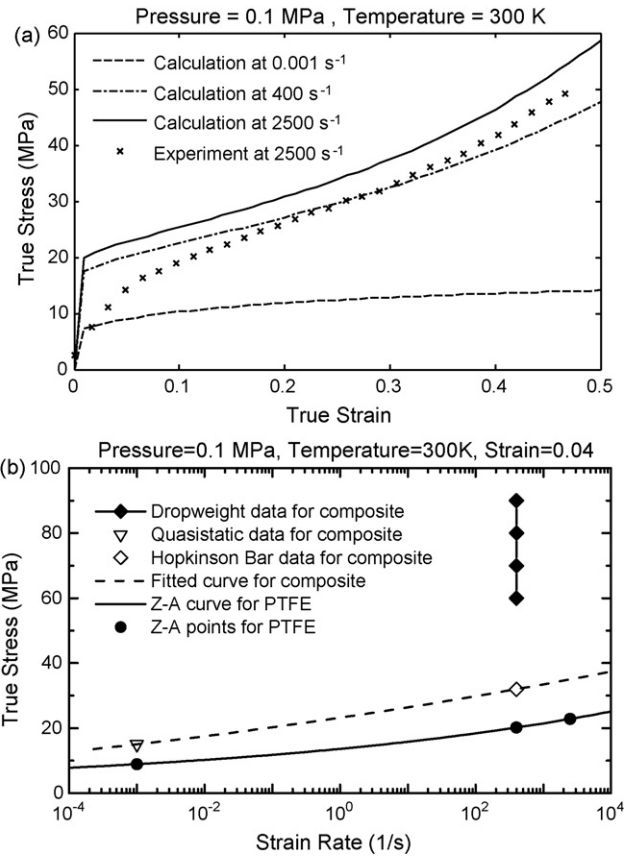 Pressure = 0.1 MPa , Temperature = 300 K
(a)
60
50
40
30
20
10
0
True Stress (MPa)
Calculation at 0.001 s⁻¹
Calculation at 400 s⁻¹
Calculation at 2500 s⁻¹
Experiment at 2500 s⁻¹
0 0.1 0.2 0.3 0.4 0.5
True Strain
Pressure=0.1 MPa, Temperature=300K, Strain=0.04
(b)
100
80
60
40
20
0
True Stress (MPa)
Dropweight data for composite
Quasistatic data for composite
Hopkinson Bar data for composite
Fitted curve for composite
Z-A curve for PTFE
Z-A points for PTFE
10⁻⁴ 10⁻² 10⁰ 10² 10⁴
Strain Rate (1/s)